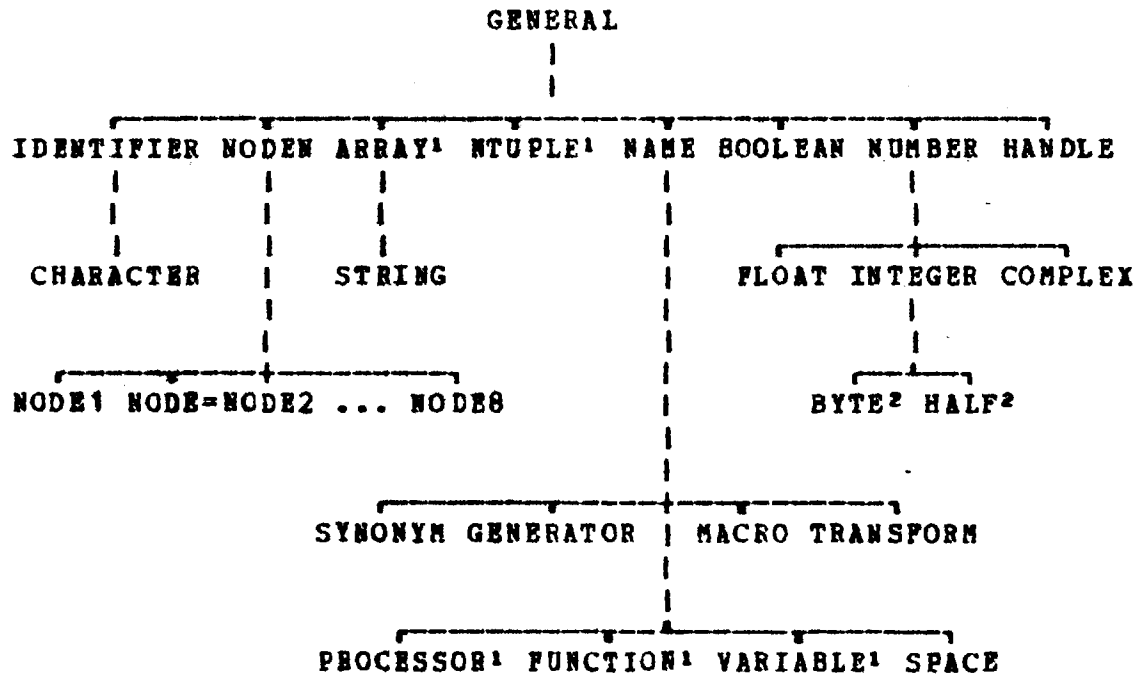 GENERAL
IDENTIFIER NODEN ARRAY¹ NTUPLE¹ NAME BOOLEAN NUMBER HANDLE
CHARACTER STRING FLOAT INTEGER COMPLEX
NODE1 NODE=NODE2 ... NODE8 BYTE² HALF²
SYNONYM GENERATOR MACRO TRANSFORM
PROCESSOR¹ FUNCTION¹ VARIABLE¹ SPACE